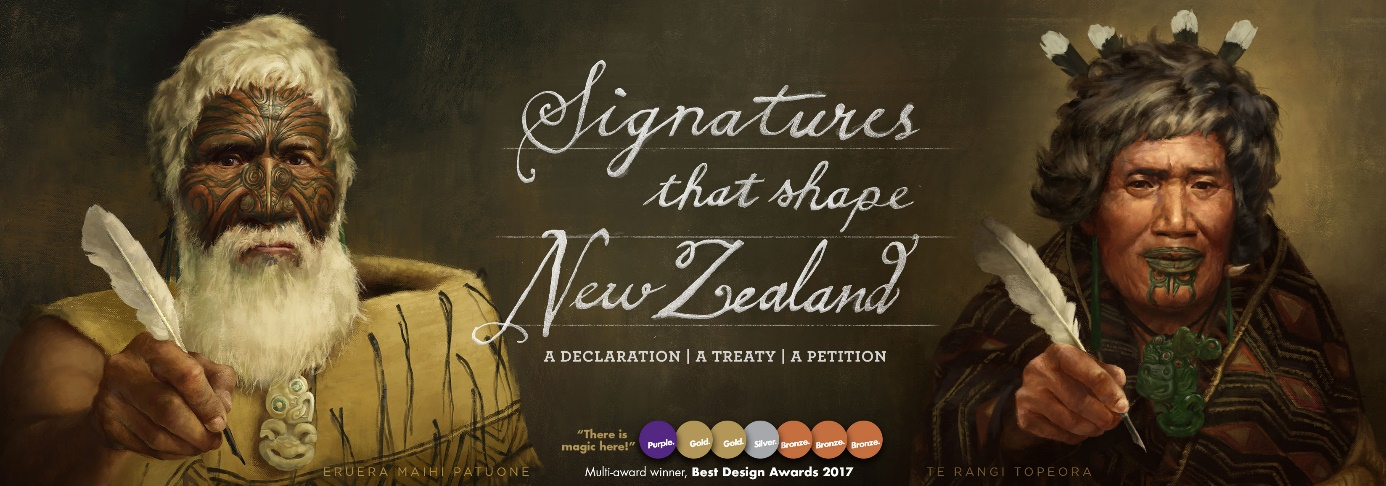 Signatures
that shape
New Zealand
A DECLARATION | A TREATY | A PETITION
“There is
magic here!”
Purple. Gold. Gold. Silver. Bronze. Bronze. Bronze.
Multi-award winner, Best Design Awards 2017
ERUERA MAIHI PATUONE
TE RANGI TOPEORA